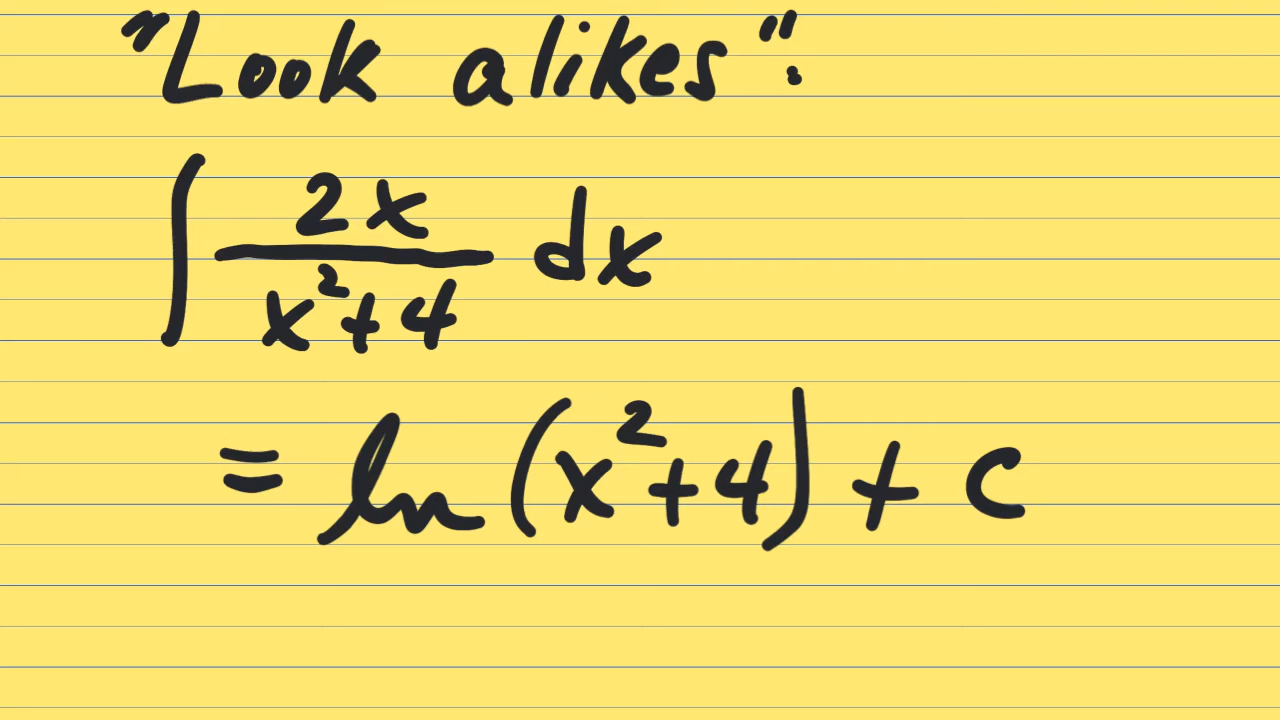 "Look alikes":
∫ 2x/(x²+4) dx
= ln(x²+4) + c